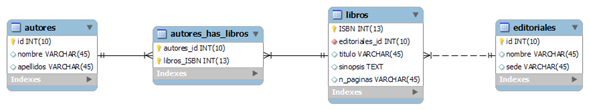 autores
id INT(10)
nombre VARCHAR(45)
apellidos VARCHAR(45)
Indexes
autores_has_libros
autores_id INT(10)
libros_ISBN INT(13)
Indexes
libros
ISBN INT(13)
editoriales_id INT(10)
titulo VARCHAR(45)
sinopsis TEXT
n_paginas VARCHAR(45)
Indexes
editoriales
id INT(10)
nombre VARCHAR(45)
sede VARCHAR(45)
Indexes